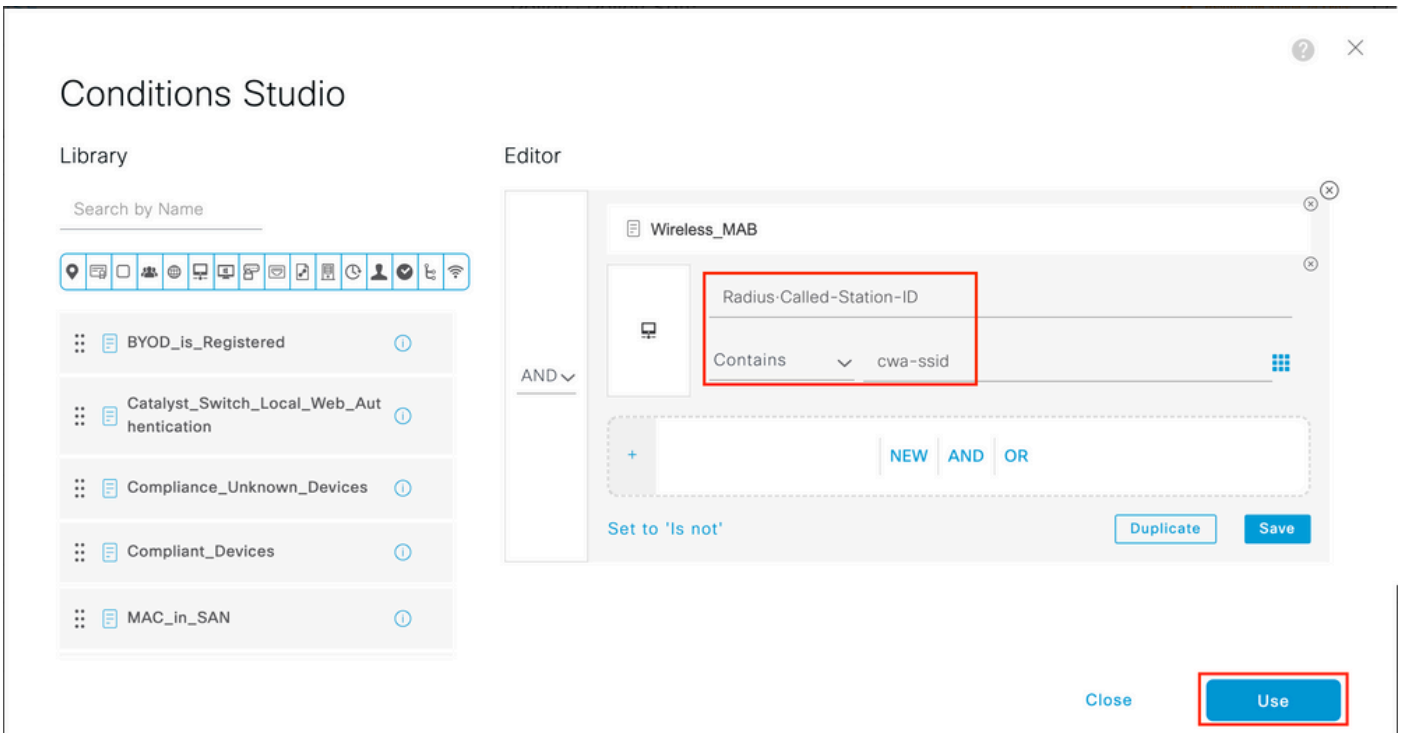 Conditions Studio
Library
Search by Name
BYOD_is_Registered
Catalyst_Switch_Local_Web_Aut
hentication
Compliance_Unknown_Devices
Compliant_Devices
MAC_in_SAN
Editor
AND
Wireless_MAB
Radius·Called-Station-ID
Contains
cwa-ssid
+ NEW AND OR
Set to 'Is not'
Duplicate
Save
Close
Use